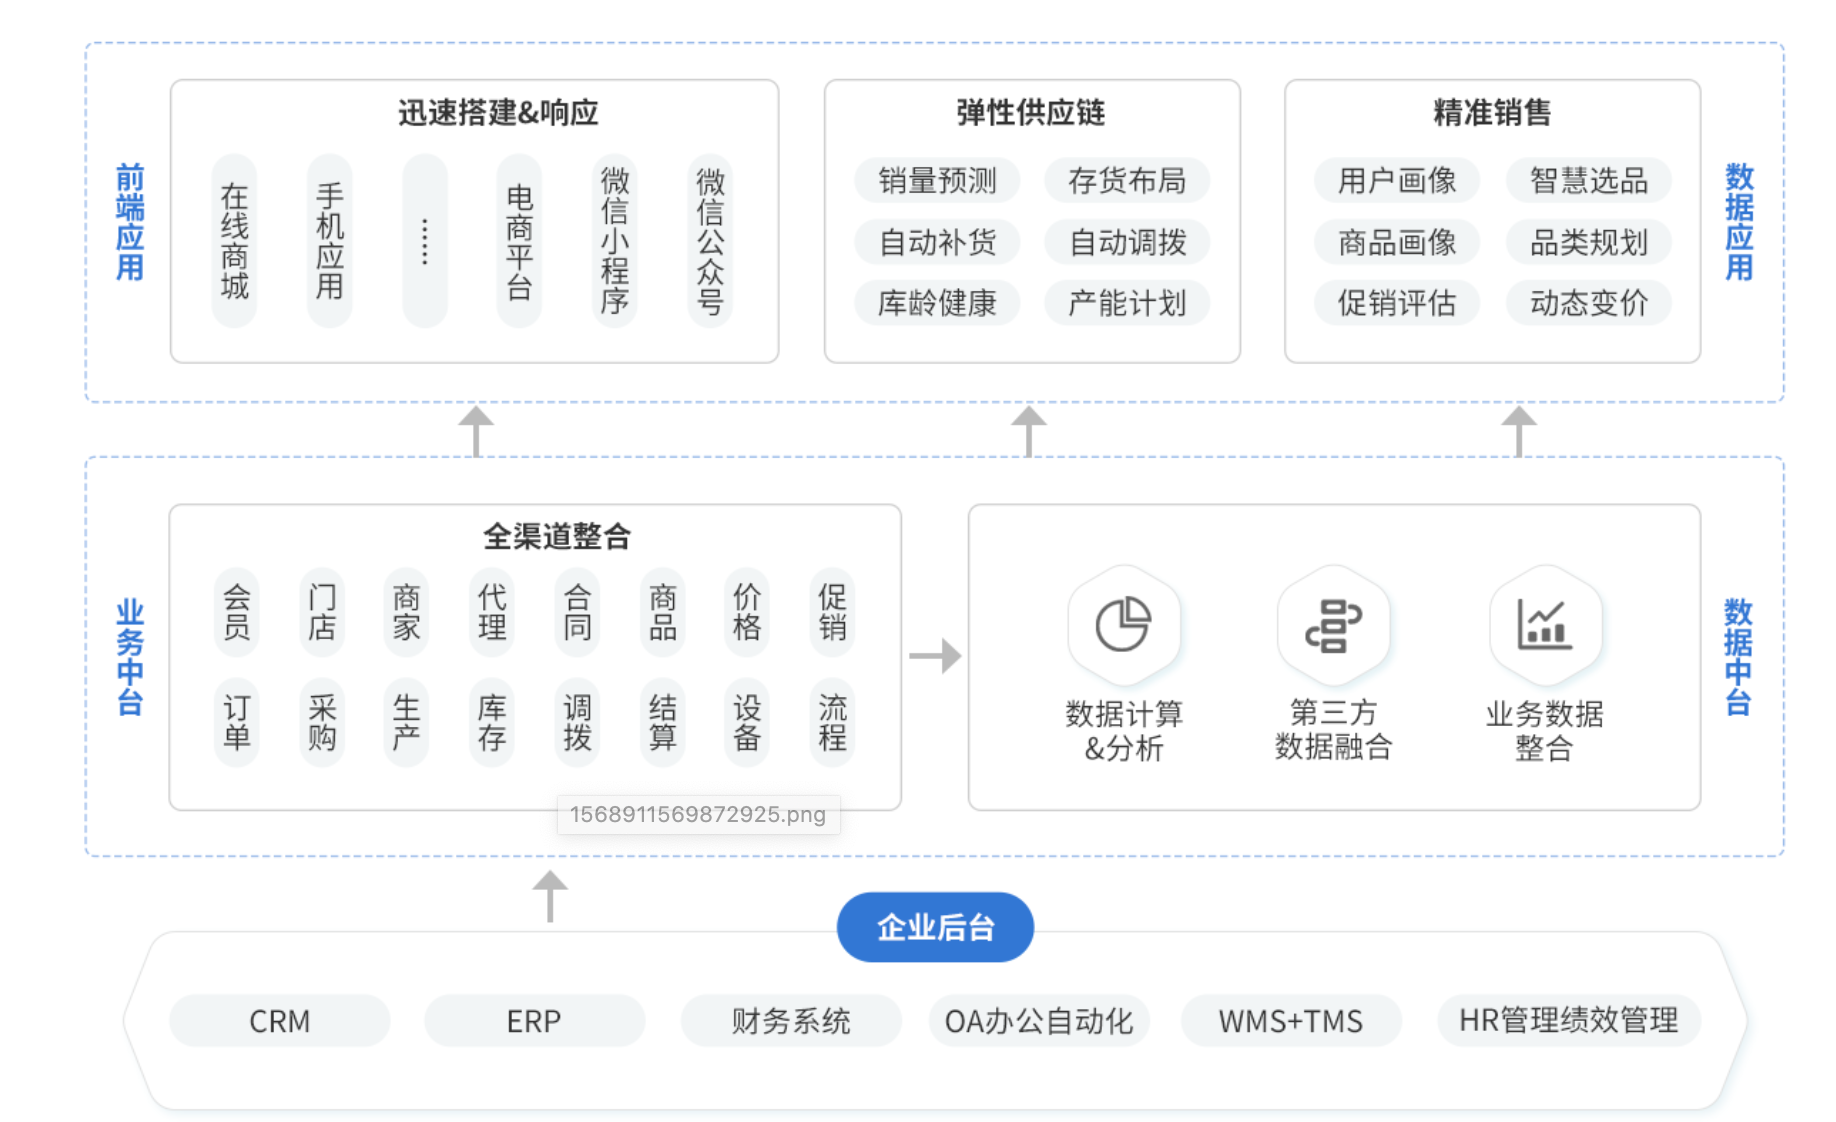 前端应用
迅速搭建&响应
在线商城
手机应用
……
电商平台
微信小程序
微信公众号
弹性供应链
销量预测
存货布局
自动补货
自动调拨
库龄健康
产能计划
精准销售
用户画像
智慧选品
商品画像
品类规划
促销评估
动态变价
数据应用
业务中台
全渠道整合
会员
门店
商家
代理
合同
商品
价格
促销
订单
采购
生产
库存
调拨
结算
设备
流程
1568911569872925.png
数据计算
&分析
第三方
数据融合
业务数据
整合
数据中台
企业后台
CRM
ERP
财务系统
OA办公自动化
WMS+TMS
HR管理绩效管理